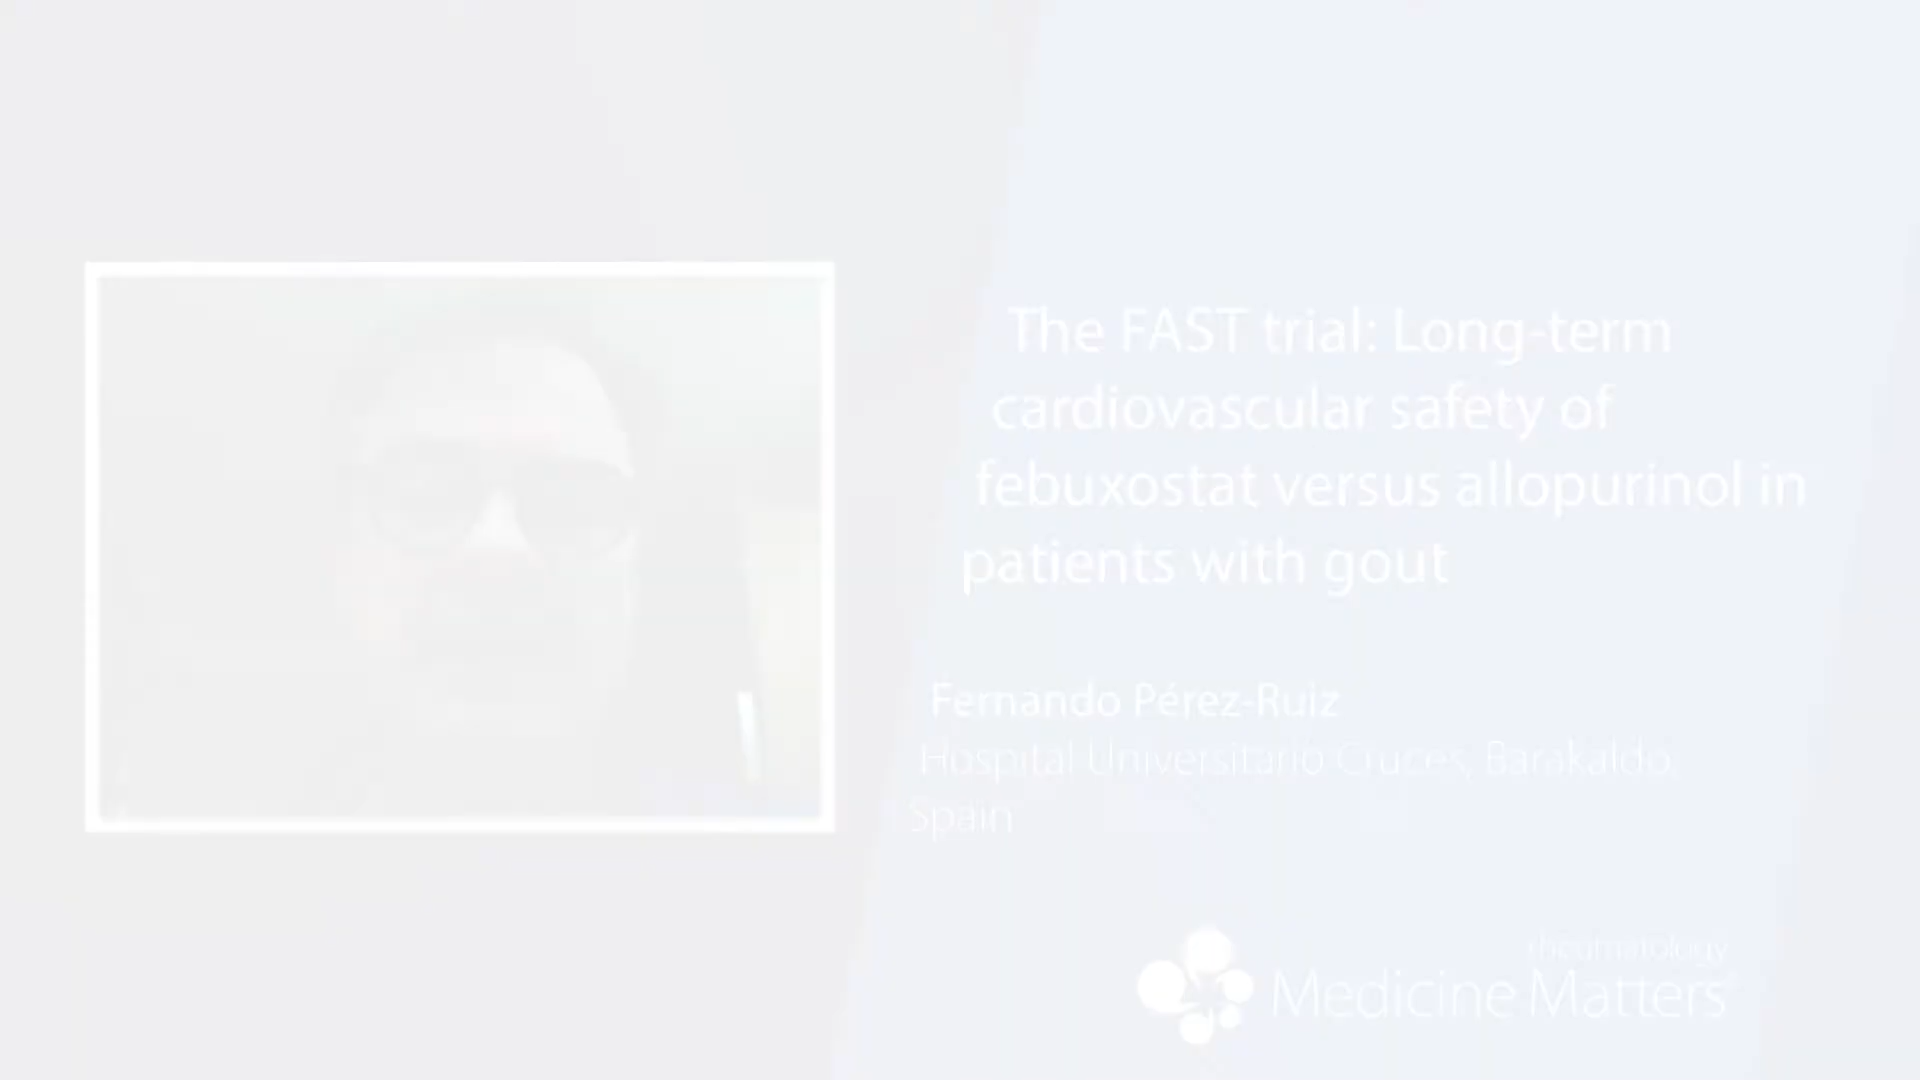 The FAST trial: Long-term
cardiovascular safety of
febuxostat versus allopurinol in
patients with gout
Fernando Pérez-Ruiz
Hospital Universitario Cruces, Barakaldo,
Spain
rheumatology
Medicine Matters